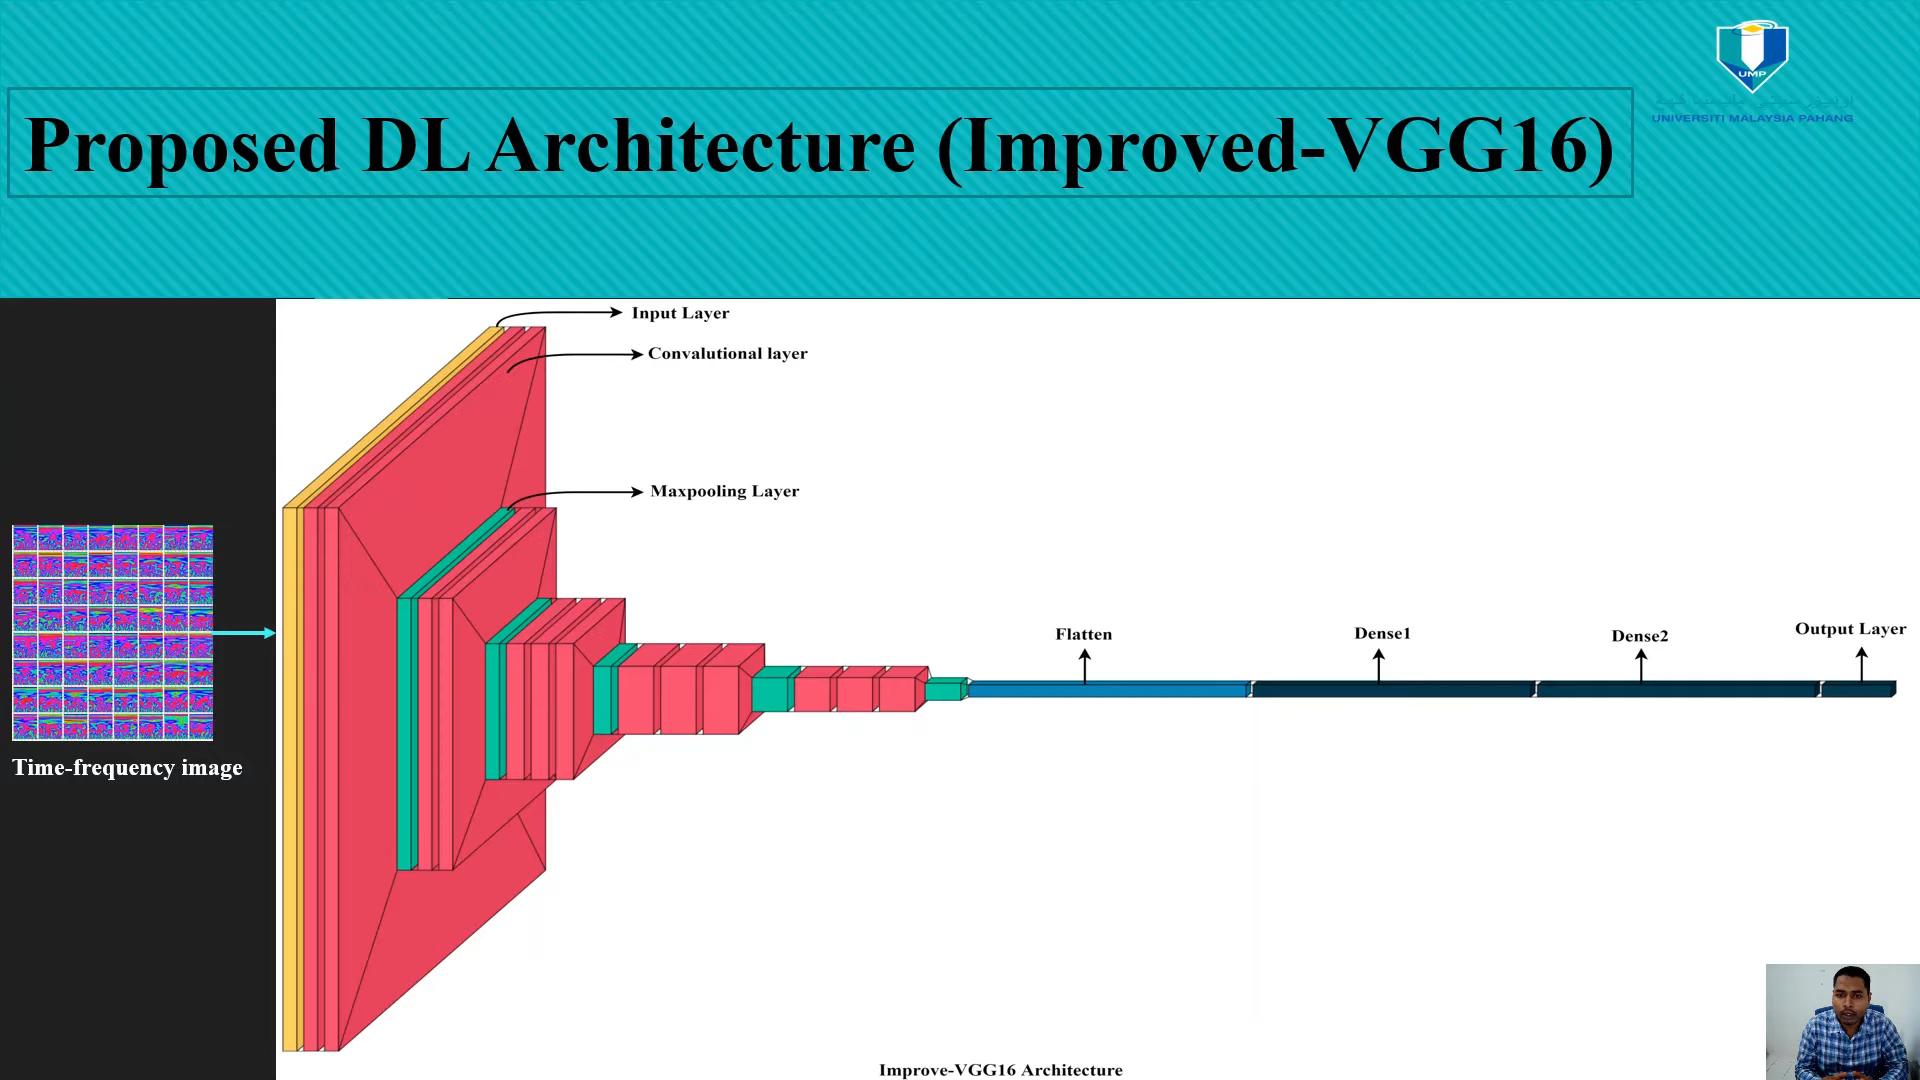 UMP
UNIVERSITI MALAYSIA PAHANG
Proposed DL Architecture (Improved-VGG16)
Input Layer
Convalutional layer
Maxpooling Layer
Flatten
Dense1
Dense2
Output Layer
Time-frequency image
Improve-VGG16 Architecture